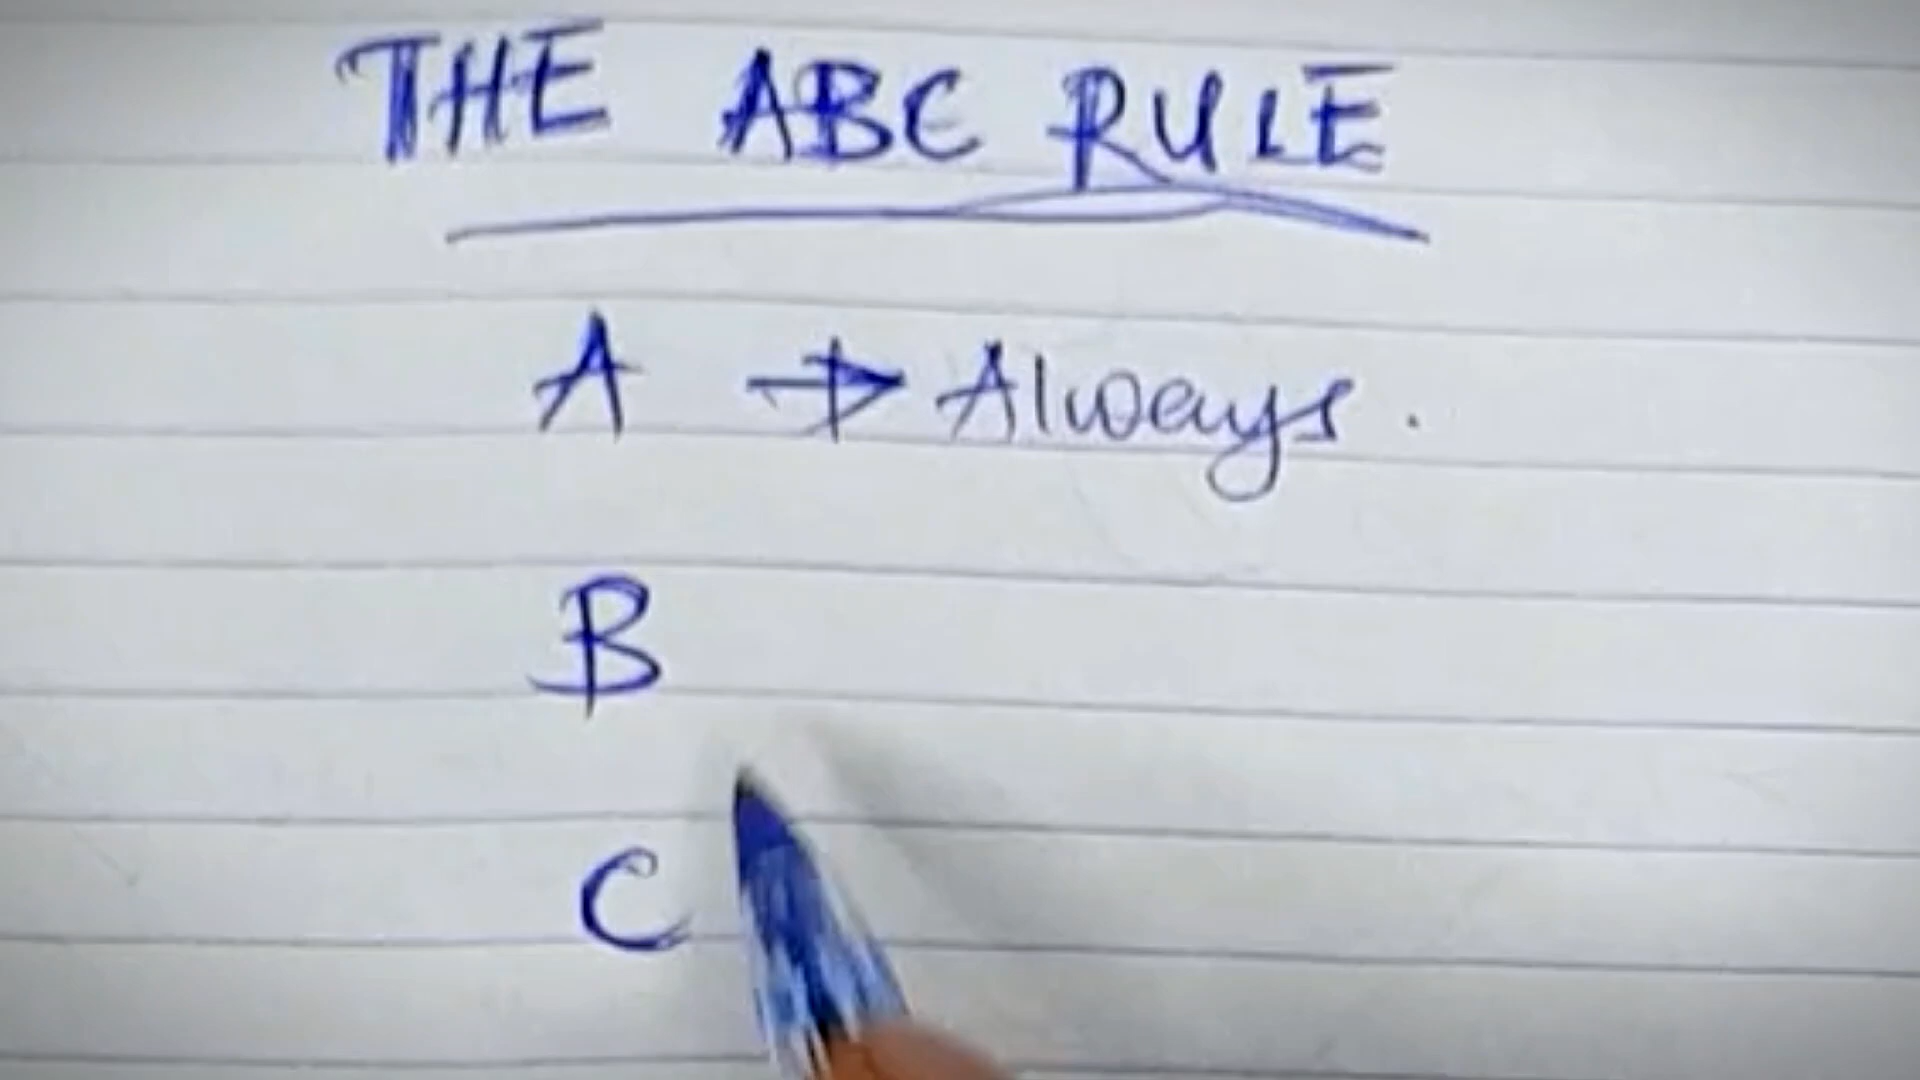 THE ABC RULE
A → Always.
B
C